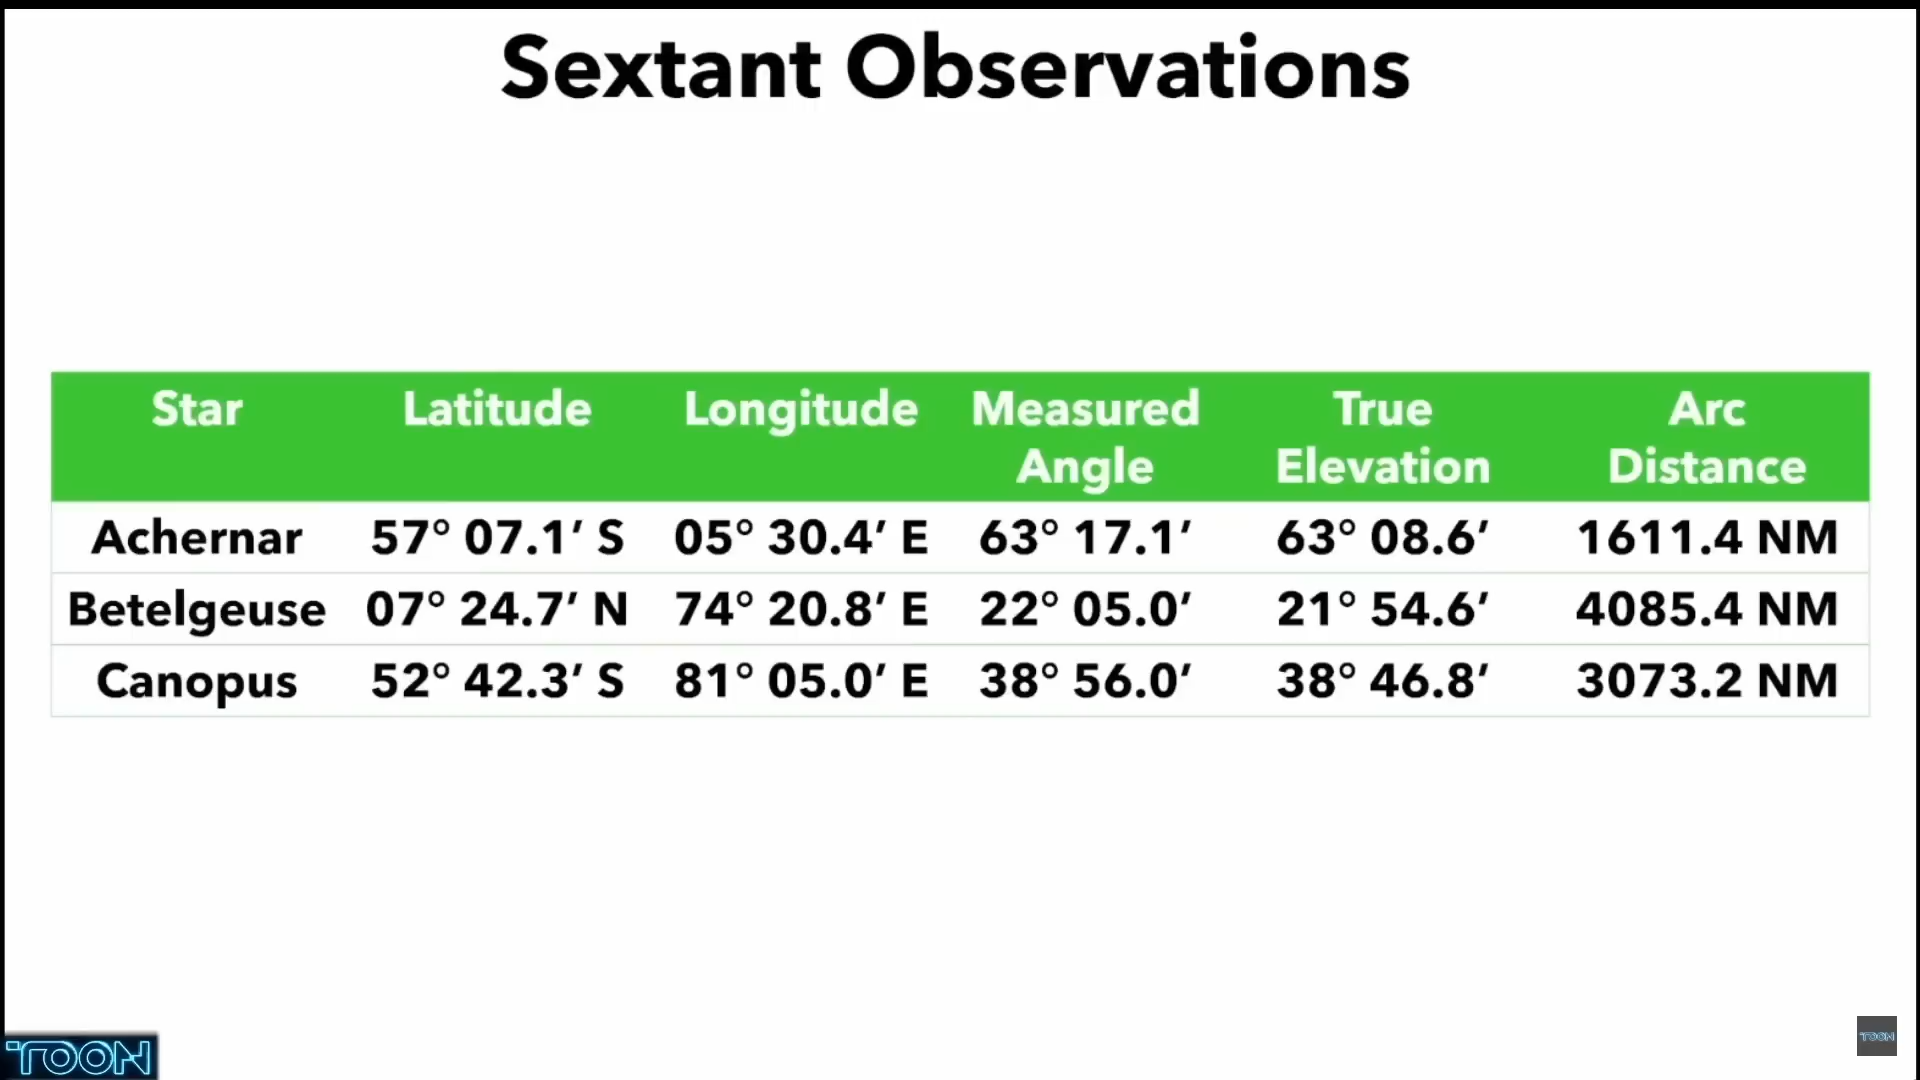 Sextant Observations
Star Latitude Longitude Measured Angle True Elevation Arc Distance
Achernar 57° 07.1′ S 05° 30.4′ E 63° 17.1′ 63° 08.6′ 1611.4 NM
Betelgeuse 07° 24.7′ N 74° 20.8′ E 22° 05.0′ 21° 54.6′ 4085.4 NM
Canopus 52° 42.3′ S 81° 05.0′ E 38° 56.0′ 38° 46.8′ 3073.2 NM
TOON
TOON